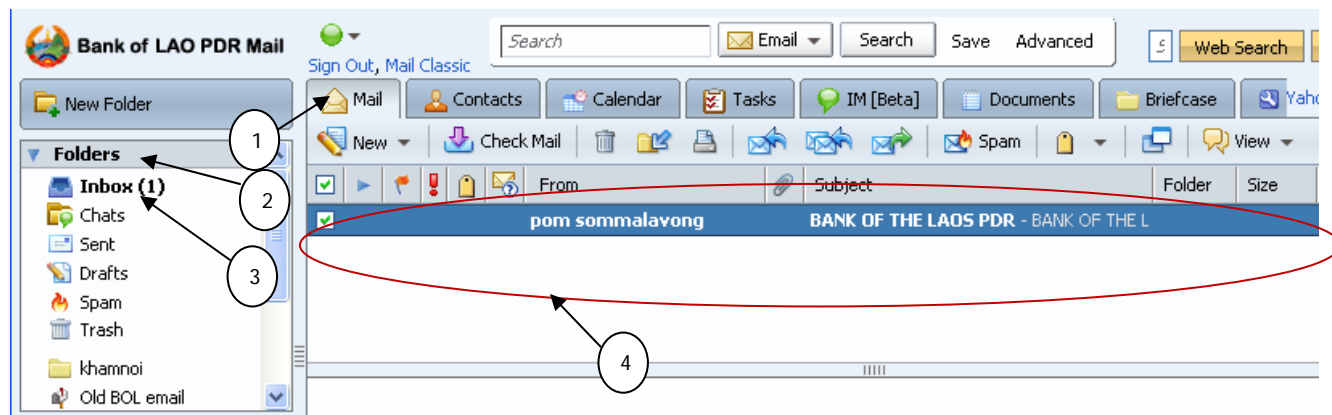 Bank of LAO PDR Mail
Sign Out, Mail Classic
Search Email Search Save Advanced
S Web Search
New Folder
Mail Contacts Calendar Tasks IM [Beta] Documents Briefcase Yaho
New Check Mail Spam View
1
Folders
2
Inbox (1)
Chats
Sent
3
Drafts
Spam
Trash
khamnoi
Old BOL email
From Subject Folder Size
pom sommalavong BANK OF THE LAOS PDR - BANK OF THE L
4